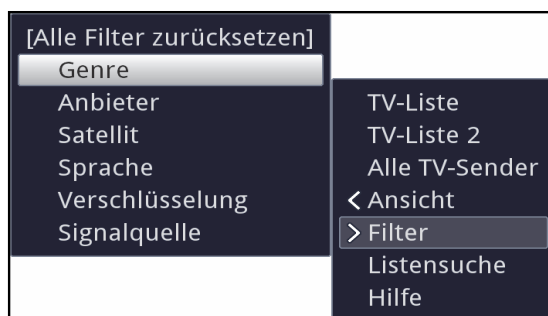 [Alle Filter zurücksetzen]
Genre
Anbieter
Satellit
Sprache
Verschlüsselung
Signalquelle
TV-Liste
TV-Liste 2
Alle TV-Sender
< Ansicht
> Filter
Listensuche
Hilfe